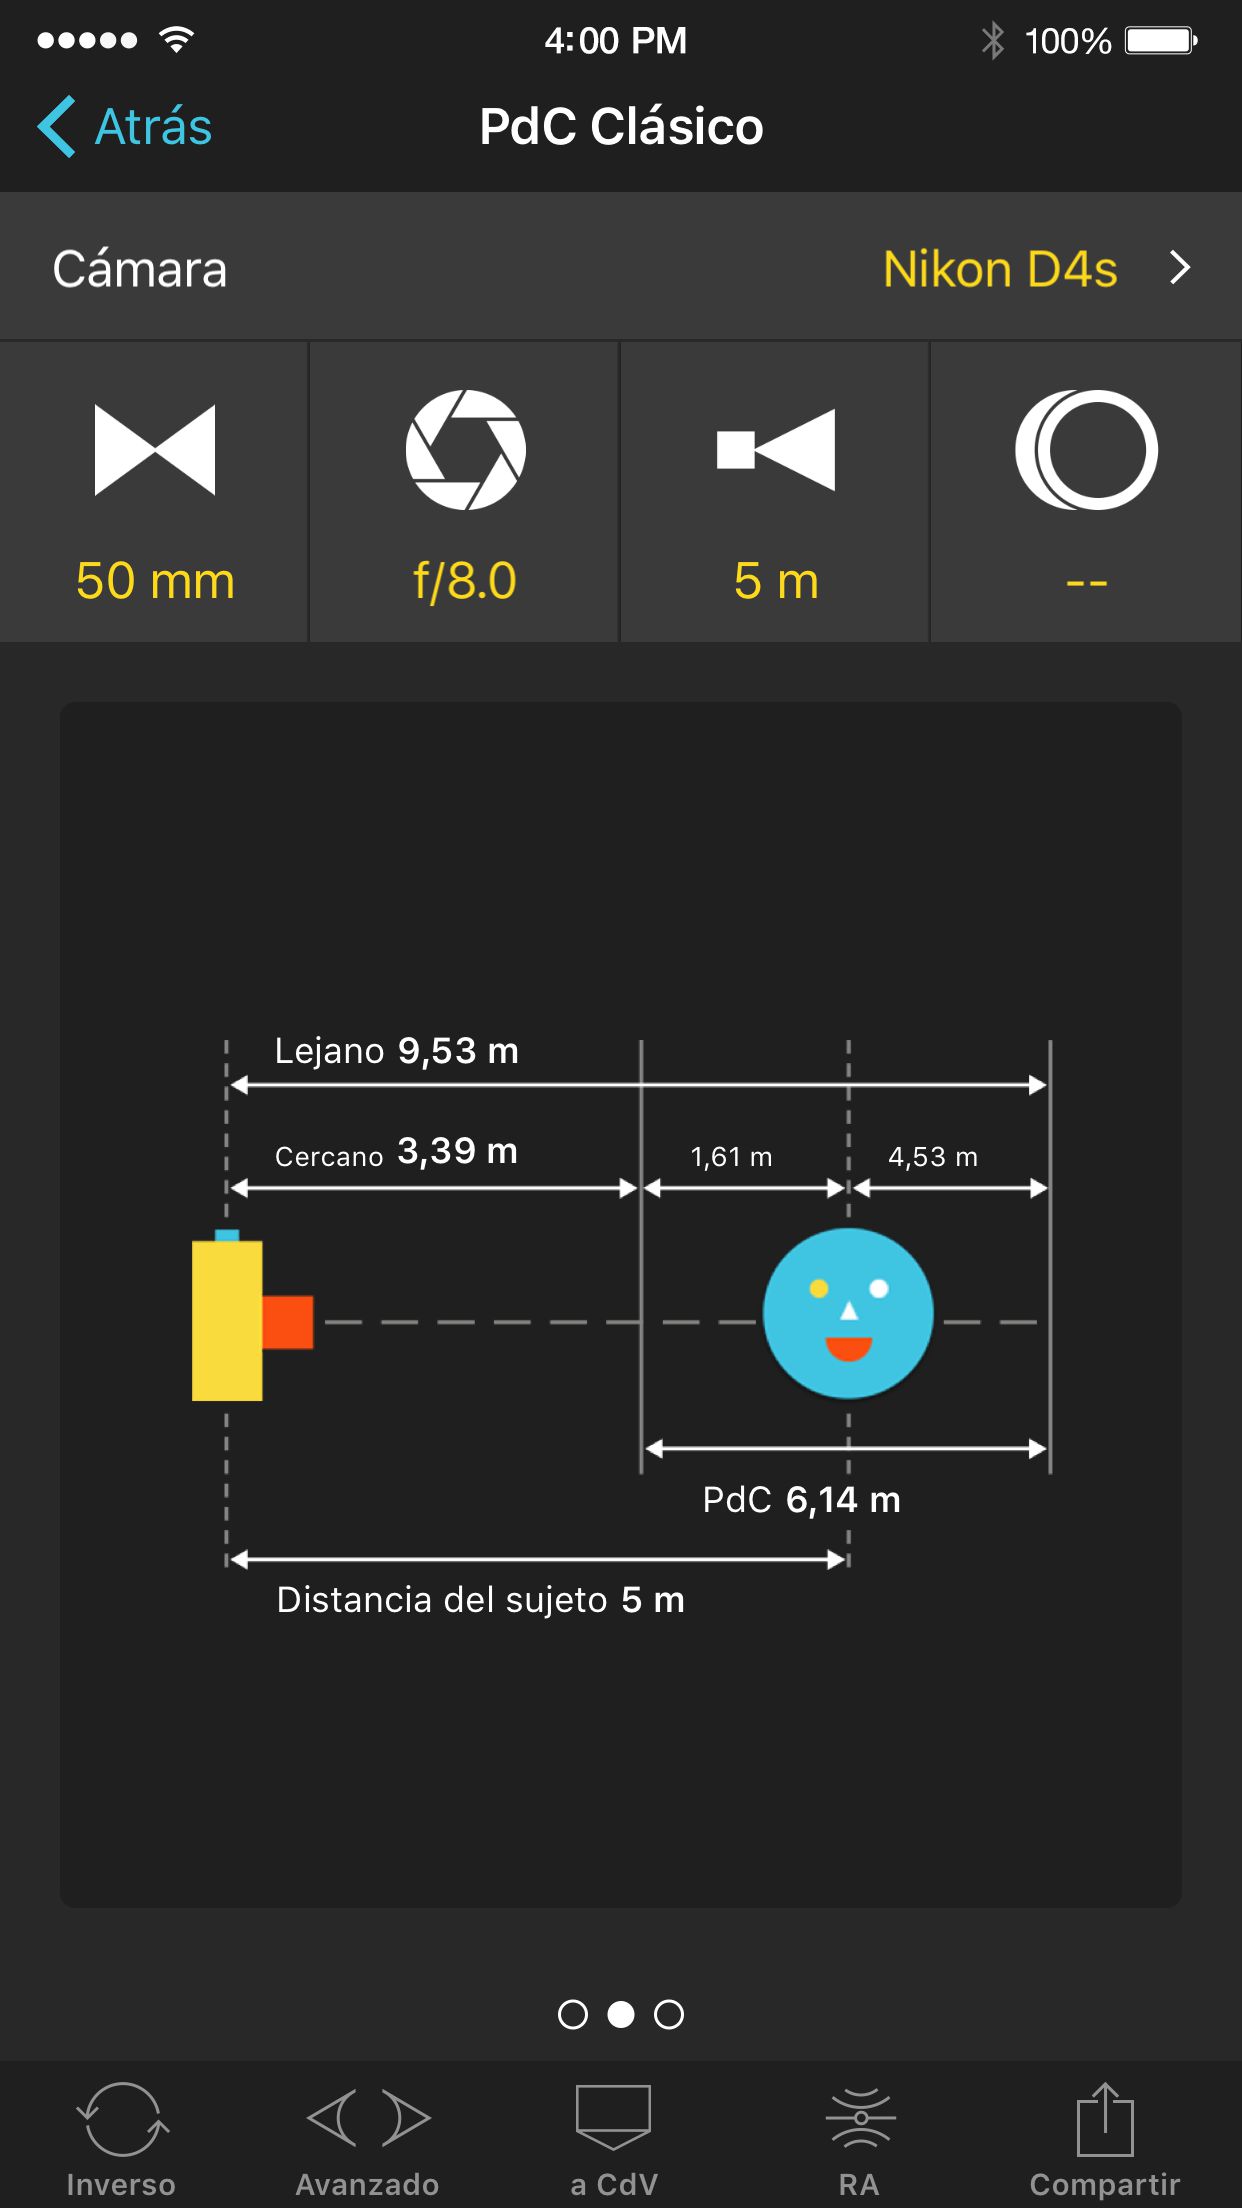 4:00 PM 100%
Atrás PdC Clásico
Cámara Nikon D4s
50 mm f/8.0 5 m --
Lejano 9,53 m
Cercano 3,39 m 1,61 m 4,53 m
PdC 6,14 m
Distancia del sujeto 5 m
Inverso Avanzado a CdV RA Compartir